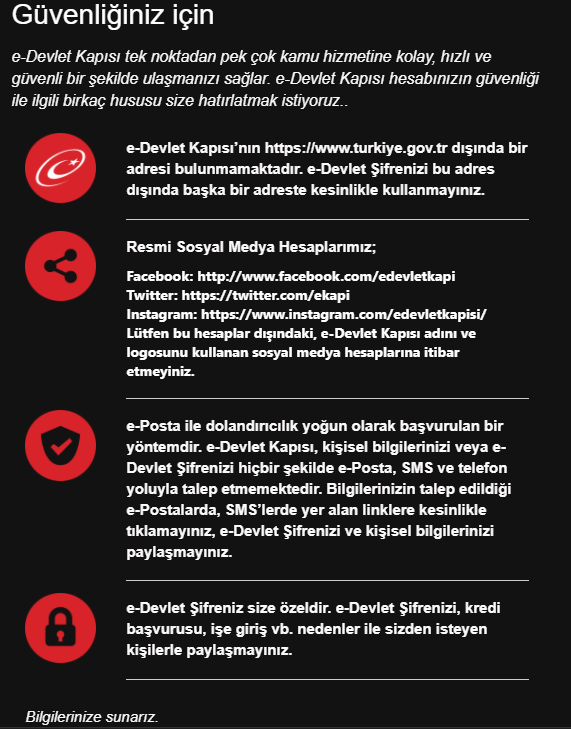 Güvenliğiniz için
e-Devlet Kapısı tek noktadan pek çok kamu hizmetine kolay, hızlı ve
güvenli bir şekilde ulaşmanızı sağlar. e-Devlet Kapısı hesabınızın güvenliği
ile ilgili birkaç hususu size hatırlatmak istiyoruz..
e-Devlet Kapısı’nın https://www.turkiye.gov.tr dışında bir
adresi bulunmamaktadır. e-Devlet Şifrenizi bu adres
dışında başka bir adreste kesinlikle kullanmayınız.
Resmi Sosyal Medya Hesaplarımız;
Facebook: http://www.facebook.com/edevletkapi
Twitter: https://twitter.com/ekapi
Instagram: https://www.instagram.com/edevletkapisi/
Lütfen bu hesaplar dışındaki, e-Devlet Kapısı adını ve
logosunu kullanan sosyal medya hesaplarına itibar
etmeyiniz.
e-Posta ile dolandırıcılık yoğun olarak başvurulan bir
yöntemdir. e-Devlet Kapısı, kişisel bilgilerinizi veya e-
Devlet Şifrenizi hiçbir şekilde e-Posta, SMS ve telefon
yoluyla talep etmemektedir. Bilgilerinizin talep edildiği
e-Postalarda, SMS’lerde yer alan linklere kesinlikle
tıklamayınız, e-Devlet Şifrenizi ve kişisel bilgilerinizi
paylaşmayınız.
e-Devlet Şifreniz size özeldir. e-Devlet Şifrenizi, kredi
başvurusu, işe giriş vb. nedenler ile sizden isteyen
kişilerle paylaşmayınız.
Bilgilerinize sunarız.